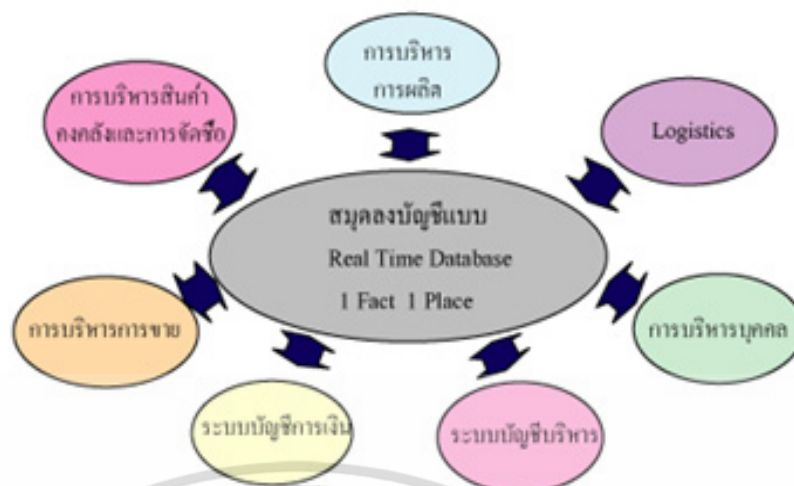 การบริหาร
การผลิต
การบริหารสินค้า
คงคลังและการจัดซื้อ
Logistics
สมุดลงบัญชีแบบ
Real Time Database
1 Fact 1 Place
การบริหารการขาย
การบริหารบุคคล
ระบบบัญชีการเงิน
ระบบบัญชีบริหาร